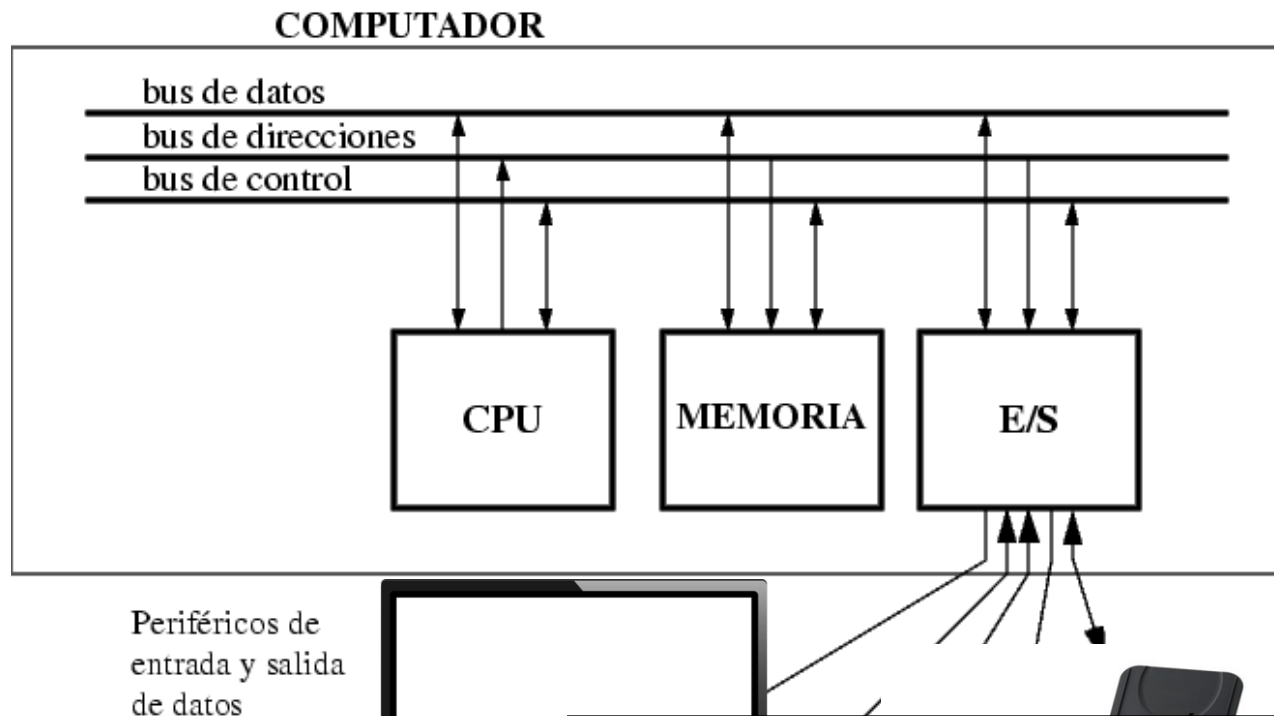 COMPUTADOR
bus de datos
bus de direcciones
bus de control
CPU
MEMORIA
E/S
Periféricos de
entrada y salida
de datos